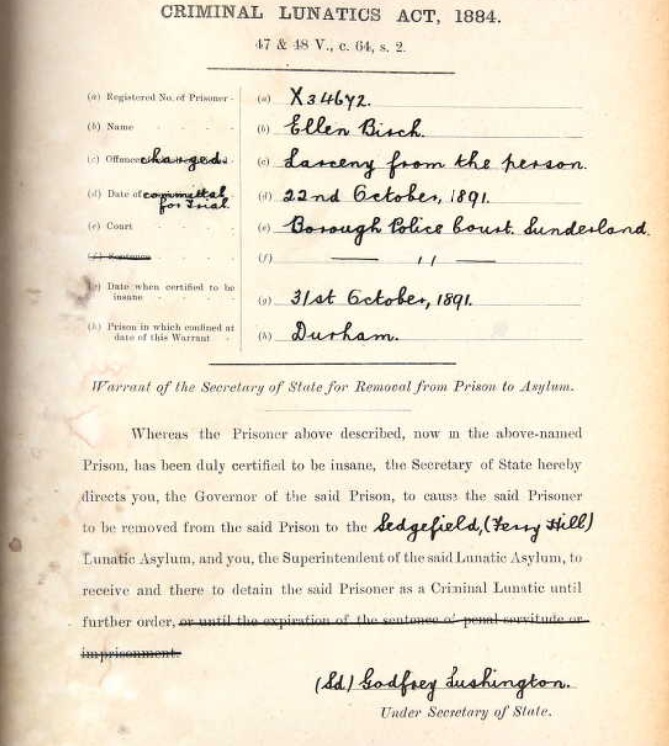 CRIMINAL LUNATICS ACT, 1884.
47 & 48 V., c. 64, s. 2.
(a) Registered No. of Prisoner - (a) X34672.
(b) Name - - - - (b) Ellen Birch.
(c) Offence charged. (c) Larceny from the person.
(d) Date of committal for Trial. (d) 22nd October, 1891.
(e) Court - - - - (e) Borough Police Court. Sunderland.
(f) Sentence - - - - (f) —— 11 ——
(g) Date when certified to be
insane - - - - (g) 31st October, 1891.
(h) Prison in which confined at
date of this Warrant - (h) Durham.
Warrant of the Secretary of State for Removal from Prison to Asylum.
Whereas the Prisoner above described, now in the above-named
Prison, has been duly certified to be insane, the Secretary of State hereby
directs you, the Governor of the said Prison, to cause the said Prisoner
to be removed from the said Prison to the Sedgefield, (Ferry Hill)
Lunatic Asylum, and you, the Superintendent of the said Lunatic Asylum, to
receive and there to detain the said Prisoner as a Criminal Lunatic until
further order, or until the expiration of the sentence of penal servitude or
imprisonment.
(Sd) Godfrey Lushington.
Under Secretary of State.